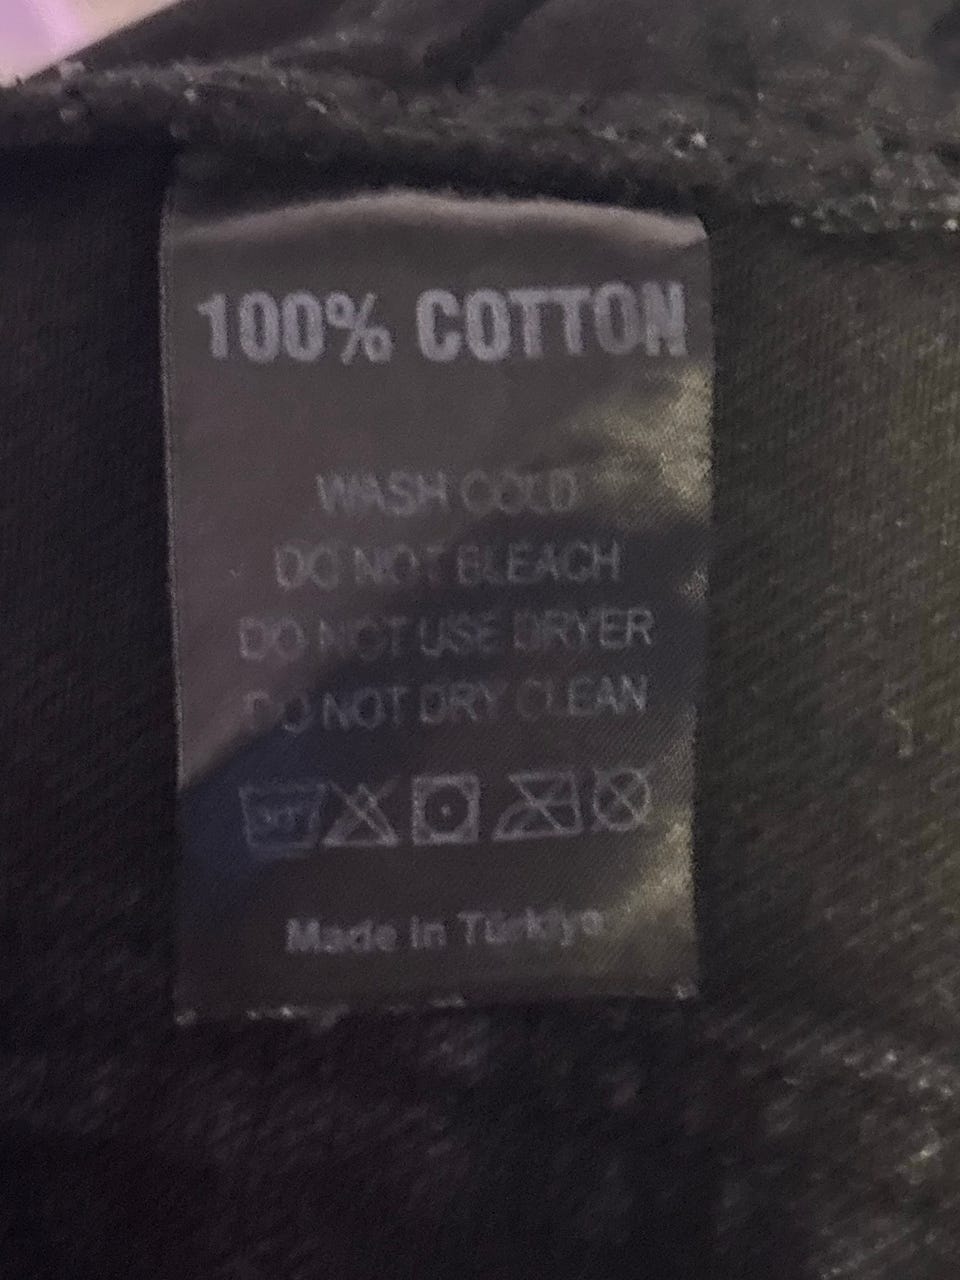 100% COTTON
WASH COLD
DO NOT BLEACH
DO NOT USE DRYER
DO NOT DRY CLEAN
30°
Made in Türkiye